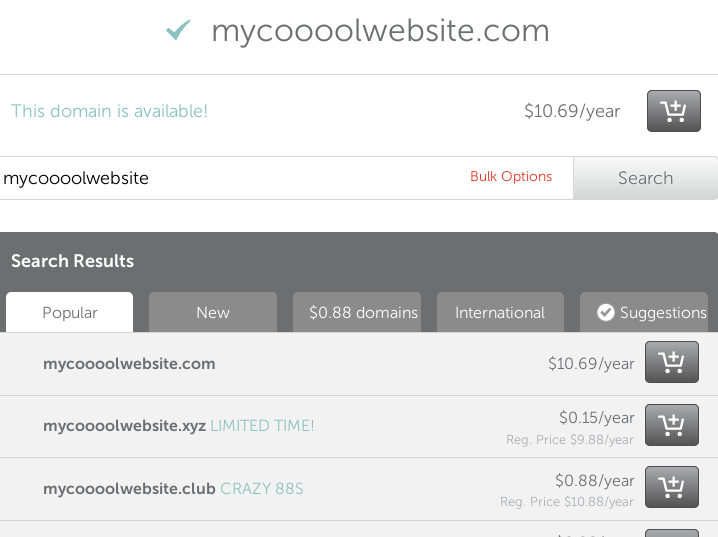 mycoooolwebsite.com
This domain is available! $10.69/year
mycoooolwebsite Bulk Options Search
Search Results
Popular New $0.88 domains International Suggestions
mycoooolwebsite.com $10.69/year
mycoooolwebsite.xyz LIMITED TIME! $0.15/year
Reg. Price $9.88/year
mycoooolwebsite.club CRAZY 88S $0.88/year
Reg. Price $10.88/year